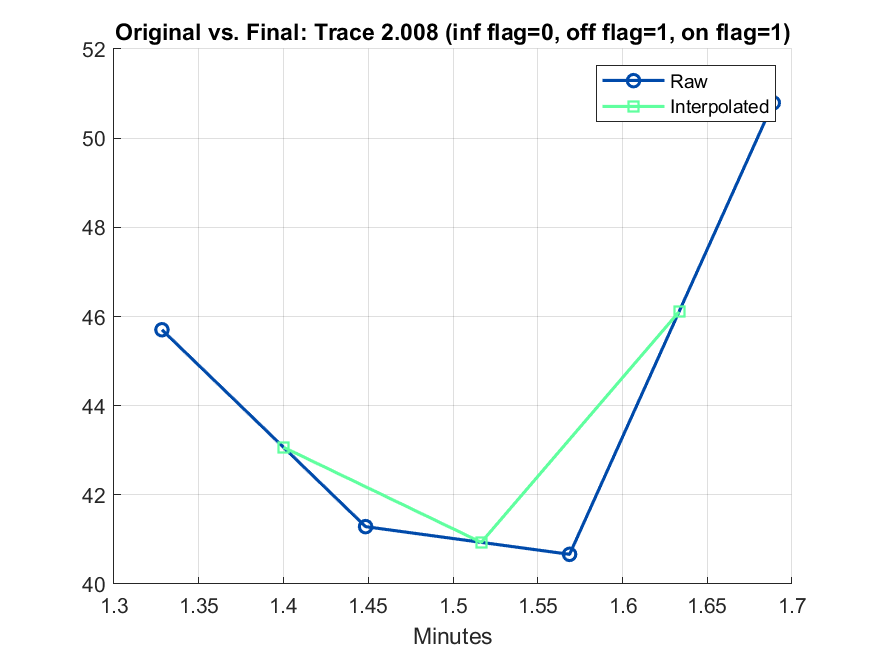 Original vs. Final: Trace 2.008 (inf flag=0, off flag=1, on flag=1)
52
50
48
46
44
42
40
Raw
Interpolated
1.3 1.35 1.4 1.45 1.5 1.55 1.6 1.65 1.7
Minutes